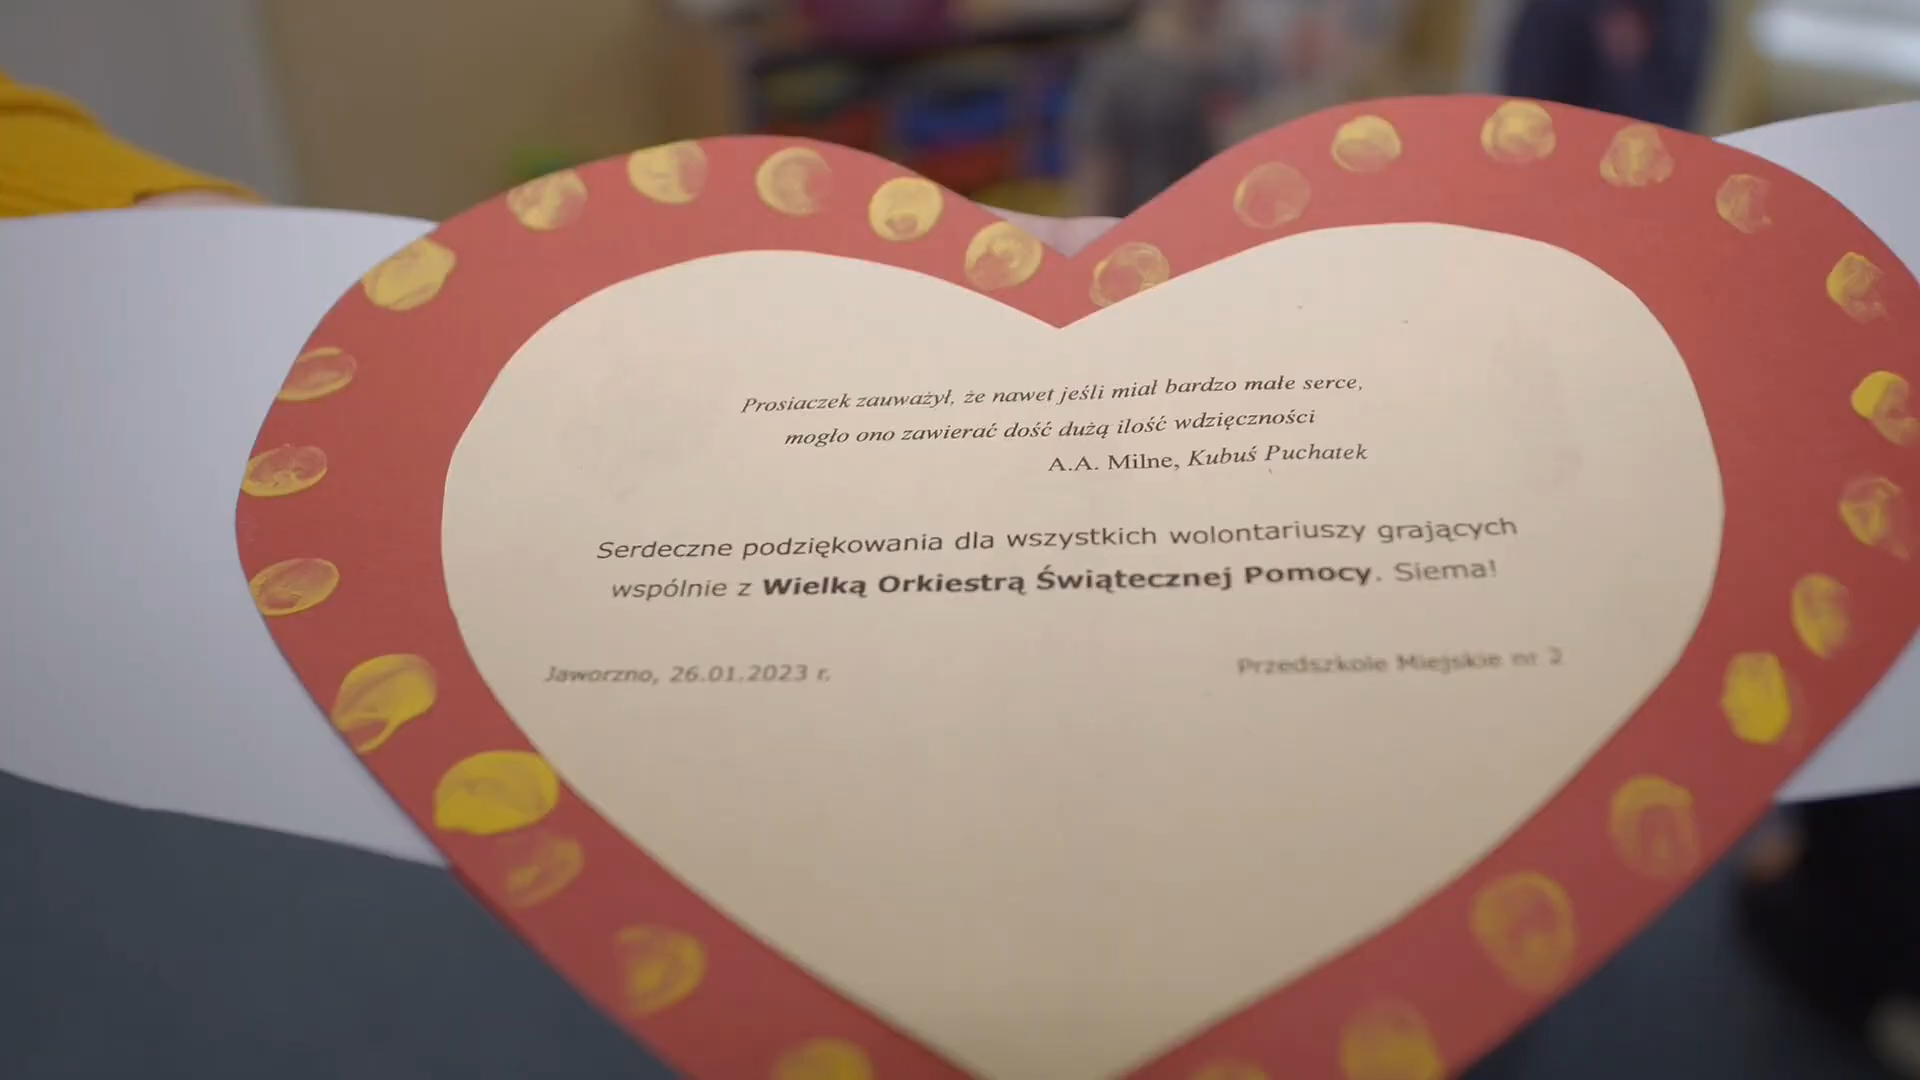 Prosiaczek zauważył, że nawet jeśli miał bardzo małe serce,
mogło ono zawierać dość dużą ilość wdzięczności
A.A. Milne, Kubuś Puchatek
Serdeczne podziękowania dla wszystkich wolontariuszy grających
wspólnie z Wielką Orkiestrą Świątecznej Pomocy. Siema!
Jaworzno, 26.01.2023 r.
Przedszkole Miejskie nr 2